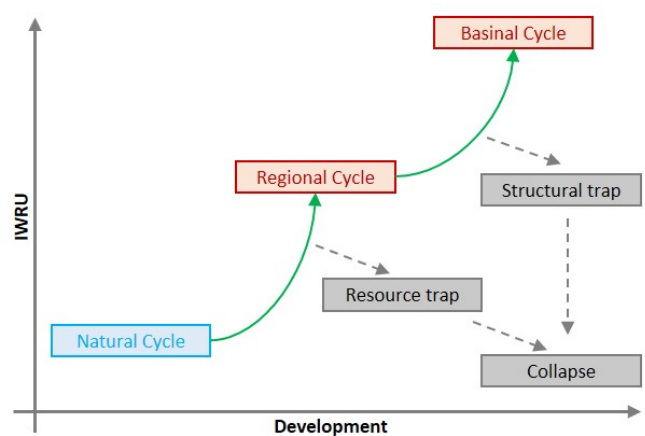 Basinal Cycle
Regional Cycle
Structural trap
IWRU
Resource trap
Natural Cycle
Collapse
Development